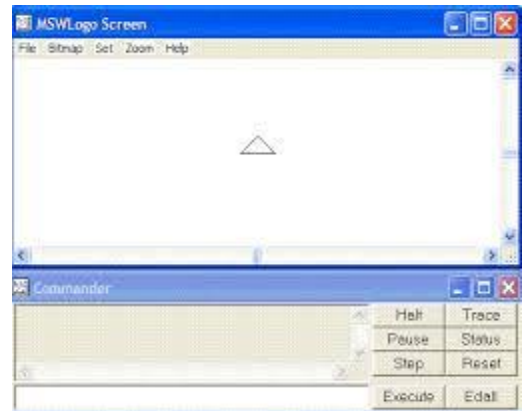 MSWLogo Screen
File Bitmap Set Zoom Help
Commander
Halt Trace
Pause Status
Step Reset
Execute Edall